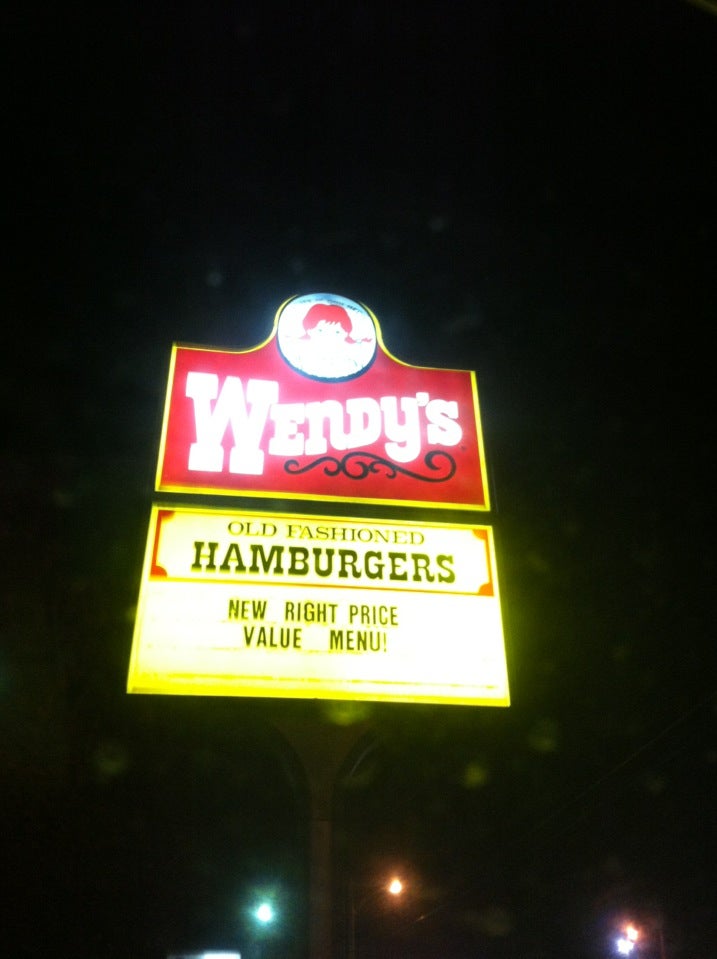 WENDY'S
OLD FASHIONED
HAMBURGERS
NEW RIGHT PRICE
VALUE MENU!